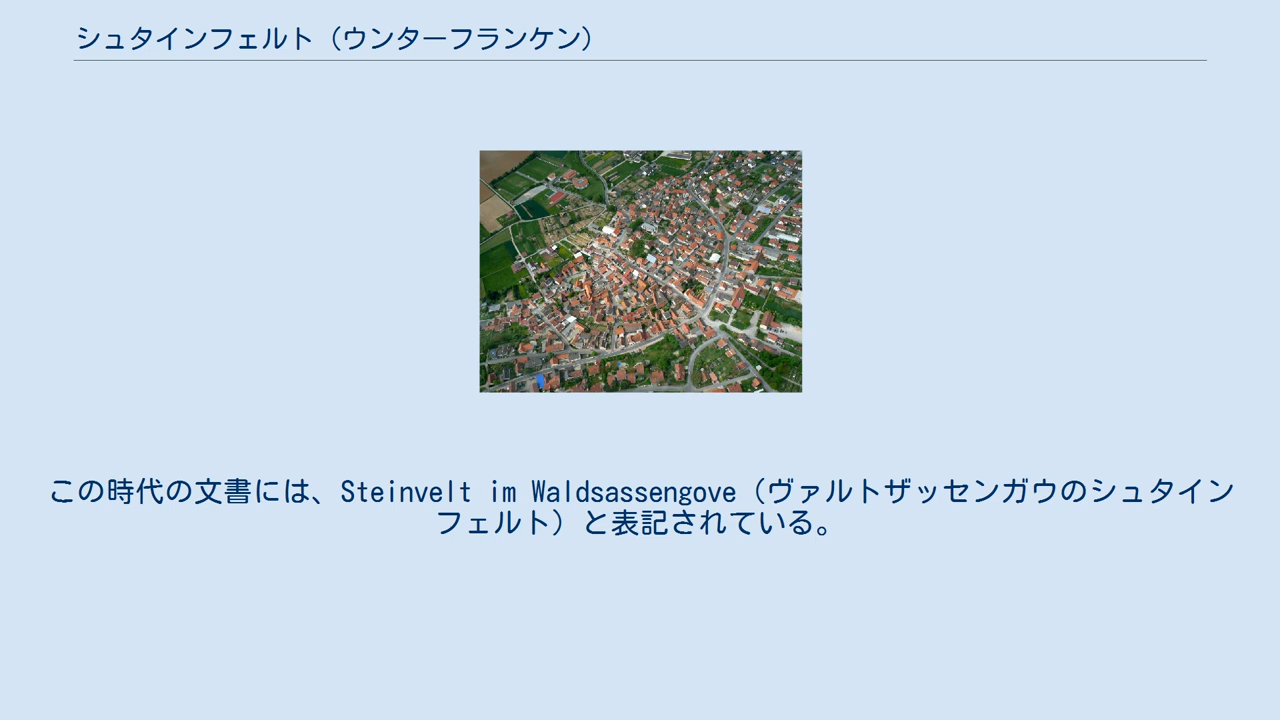 シュタインフェルト（ウンターフランケン）
この時代の文書には、Steinvelt im Waldsassengove（ヴァルトザッセンガウのシュタイン
フェルト）と表記されている。